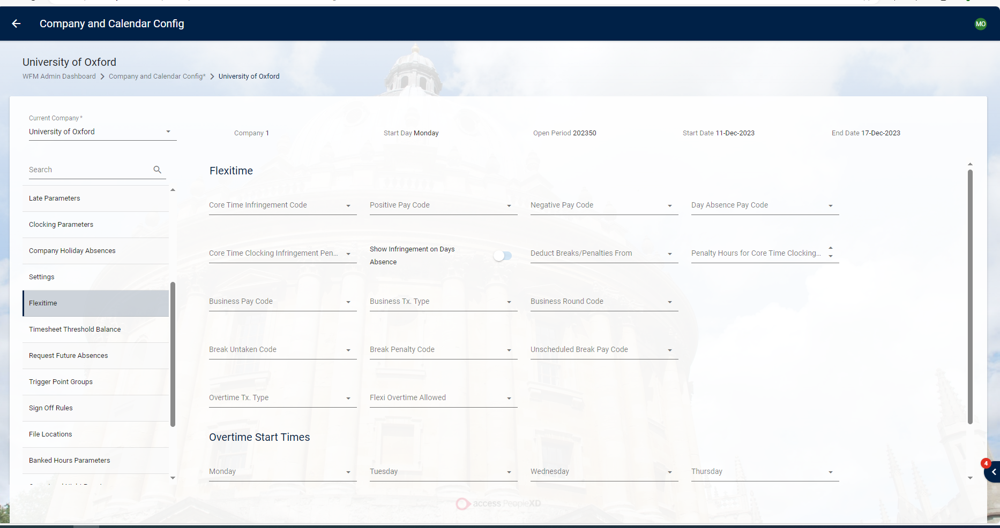 Company and Calendar Config
MO
University of Oxford
WFM Admin Dashboard > Company and Calendar Config* > University of Oxford
Current Company *
University of Oxford
Company 1
Start Day Monday
Open Period 202350
Start Date 11-Dec-2023
End Date 17-Dec-2023
Search
Late Parameters
Clocking Parameters
Company Holiday Absences
Settings
Flexitime
Timesheet Threshold Balance
Request Future Absences
Trigger Point Groups
Sign Off Rules
File Locations
Banked Hours Parameters
Flexitime
Core Time Infringement Code
Positive Pay Code
Negative Pay Code
Day Absence Pay Code
Core Time Clocking Infringement Pen...
Show Infringement on Days
Absence
Deduct Breaks/Penalties From
Penalty Hours for Core Time Clocking...
Business Pay Code
Business Tx. Type
Business Round Code
Break Untaken Code
Break Penalty Code
Unscheduled Break Pay Code
Overtime Tx. Type
Flexi Overtime Allowed
Overtime Start Times
Monday
Tuesday
Wednesday
Thursday
4
access PeopleXD